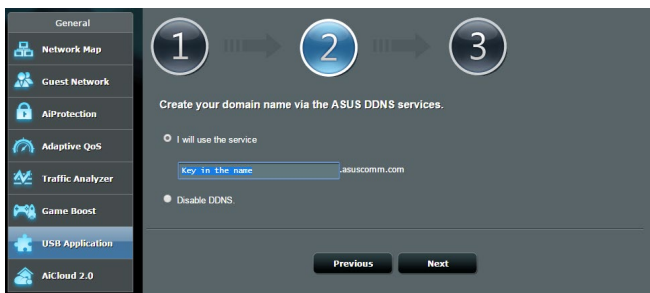 General
Network Map
Guest Network
AiProtection
Adaptive QoS
Traffic Analyzer
Game Boost
USB Application
AiCloud 2.0
1
2
3
Create your domain name via the ASUS DDNS services.
I will use the service
Key in the name .asuscomm.com
Disable DDNS.
Previous
Next